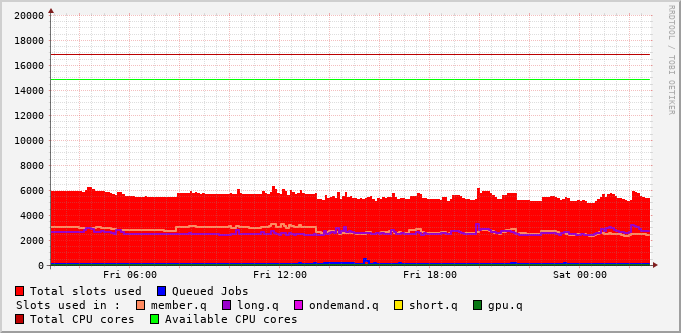 20000
18000
16000
14000
12000
10000
8000
6000
4000
2000
0
Fri 06:00 Fri 12:00 Fri 18:00 Sat 00:00
Total slots used Queued Jobs
Slots used in : member.q long.q ondemand.q short.q gpu.q
Total CPU cores Available CPU cores
RRDTOOL / TOBI OETIKER